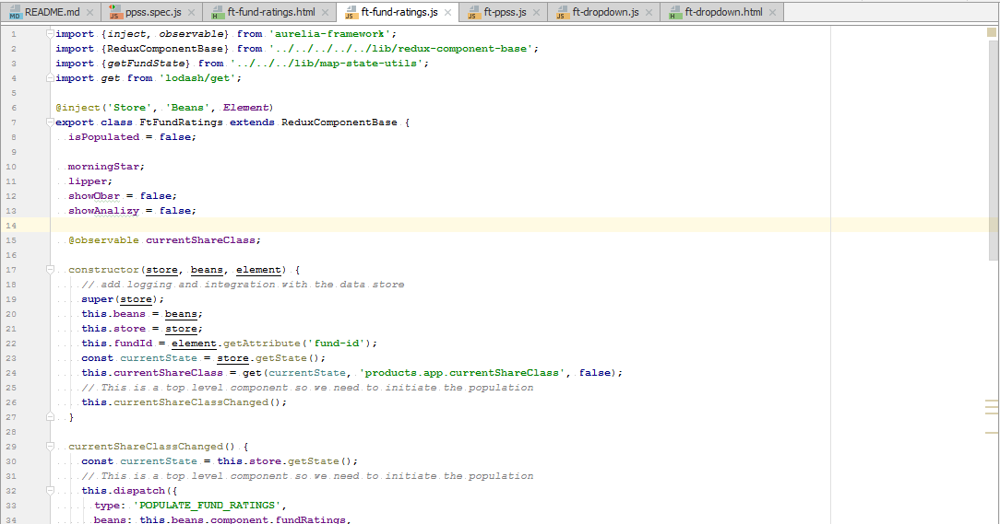 README.md ppss.spec.js ft-fund-ratings.html ft-fund-ratings.js ft-ppss.js ft-dropdown.js ft-dropdown.html
1 import {inject, observable} from 'aurelia-framework';
2 import {ReduxComponentBase} from '../../../../../lib/redux-component-base';
3 import {getFundState} from '../../../lib/map-state-utils';
4 import get from 'lodash/get';
5
6 @inject('Store', 'Beans', Element)
7 export class FtFundRatings extends ReduxComponentBase {
8 isPopulated = false;
9
10 morningStar;
11 lipper;
12 showObsr = false;
13 showAnalizy = false;
14
15 @observable currentShareClass;
16
17 constructor(store, beans, element) {
18 // add logging and integration with the data store
19 super(store);
20 this.beans = beans;
21 this.store = store;
22 this.fundId = element.getAttribute('fund-id');
23 const currentState = store.getState();
24 this.currentShareClass = get(currentState, 'products.app.currentShareClass', false);
25 // This is a top level component so we need to initiate the population
26 this.currentShareClassChanged();
27 }
28
29 currentShareClassChanged() {
30 const currentState = this.store.getState();
31 // This is a top level component so we need to initiate the population
32 this.dispatch({
33 type: 'POPULATE_FUND_RATINGS',
34 beans: this.beans.component.fundRatings,